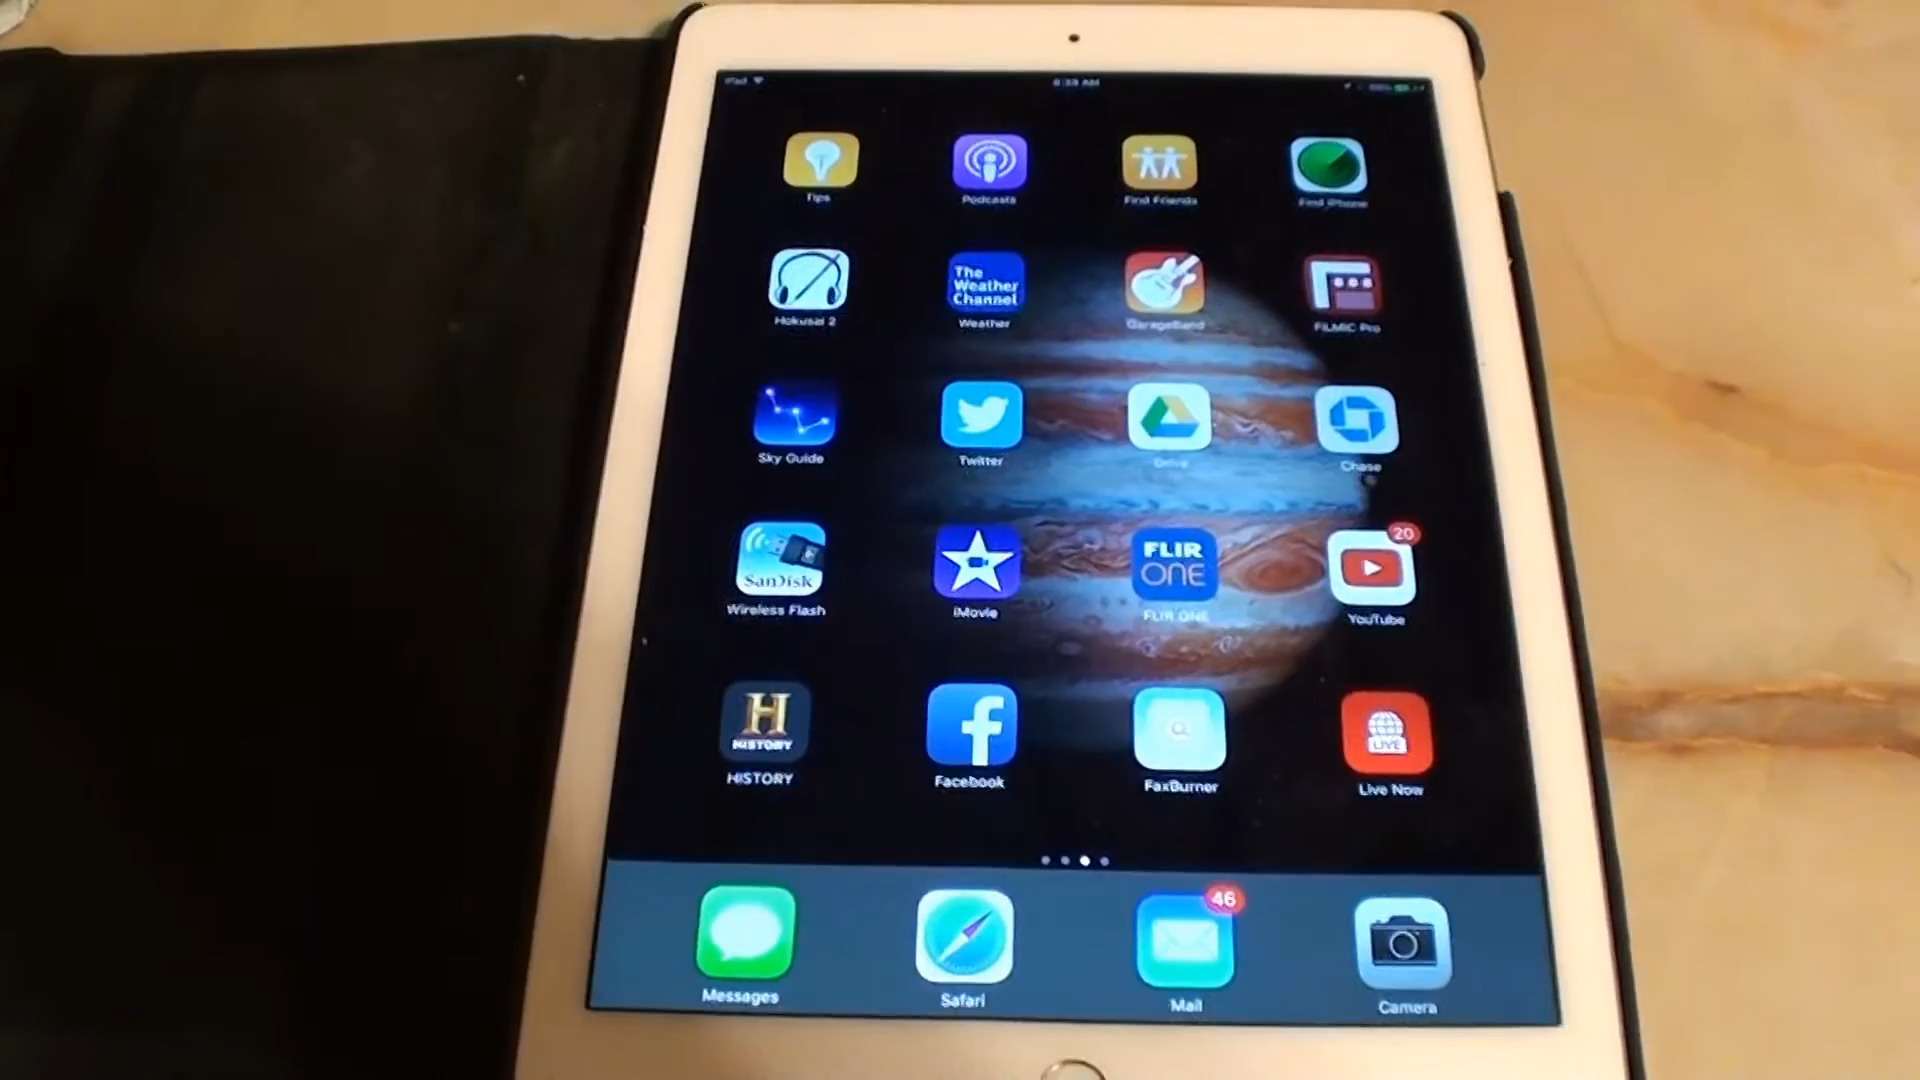 iPad
Tips
Podcasts
Find Friends
Find iPhone
Hokusai 2
The
Weather
Channel
Weather
GarageBand
FiLMiC Pro
Sky Guide
Twitter
Drive
Chase
SanDisk
Wireless Flash
iMovie
FLIR
ONE
FLIR ONE
20
YouTube
H
HISTORY
HISTORY
Facebook
FaxBurner
LIVE
Live Now
Messages
Safari
46
Mail
Camera